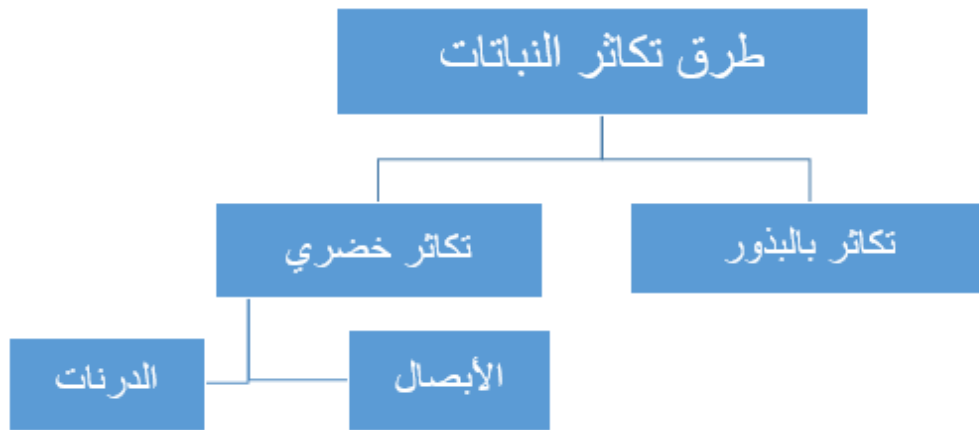 طرق تكاثر النباتات
تكاثر بالبذور
تكاثر خضري
الأبصال
الدرنات